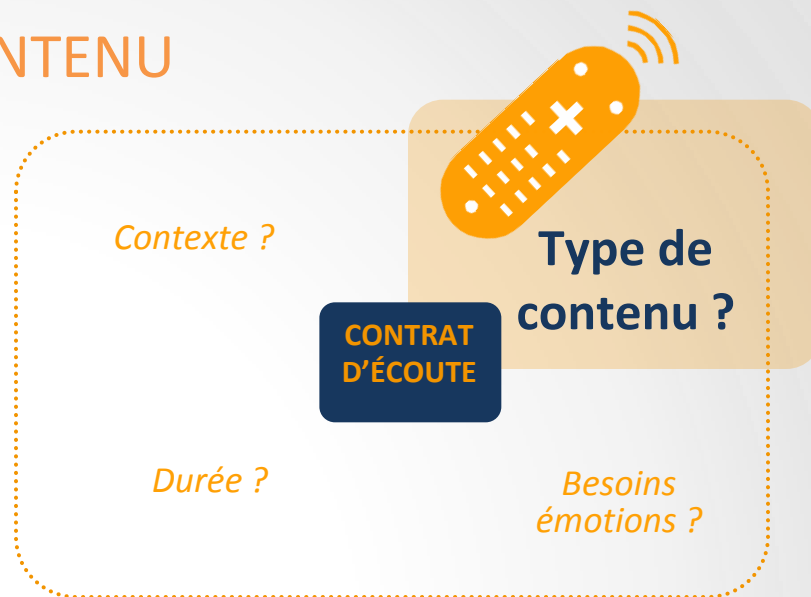 NTENU
Contexte ?
Type de
contenu ?
CONTRAT
D’ÉCOUTE
Durée ?
Besoins
émotions ?